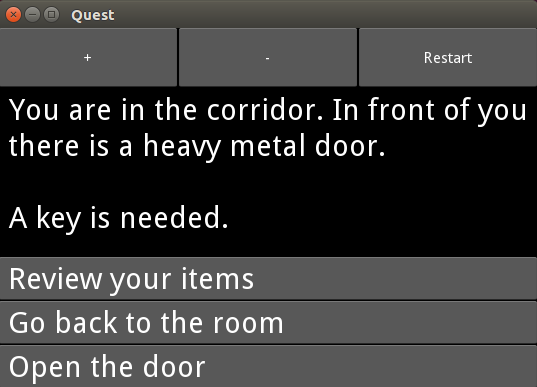 Quest
+
-
Restart
You are in the corridor. In front of you
there is a heavy metal door.
A key is needed.
Review your items
Go back to the room
Open the door